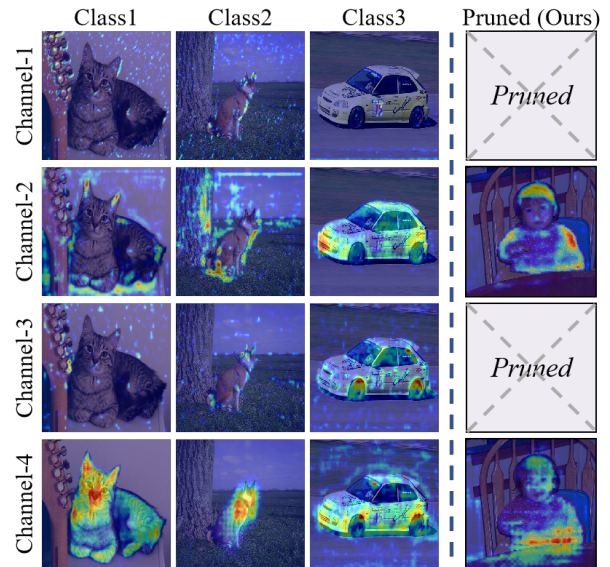 Class1 Class2 Class3 Pruned (Ours)
Channel-1
Pruned
Channel-2
Channel-3
Pruned
Channel-4